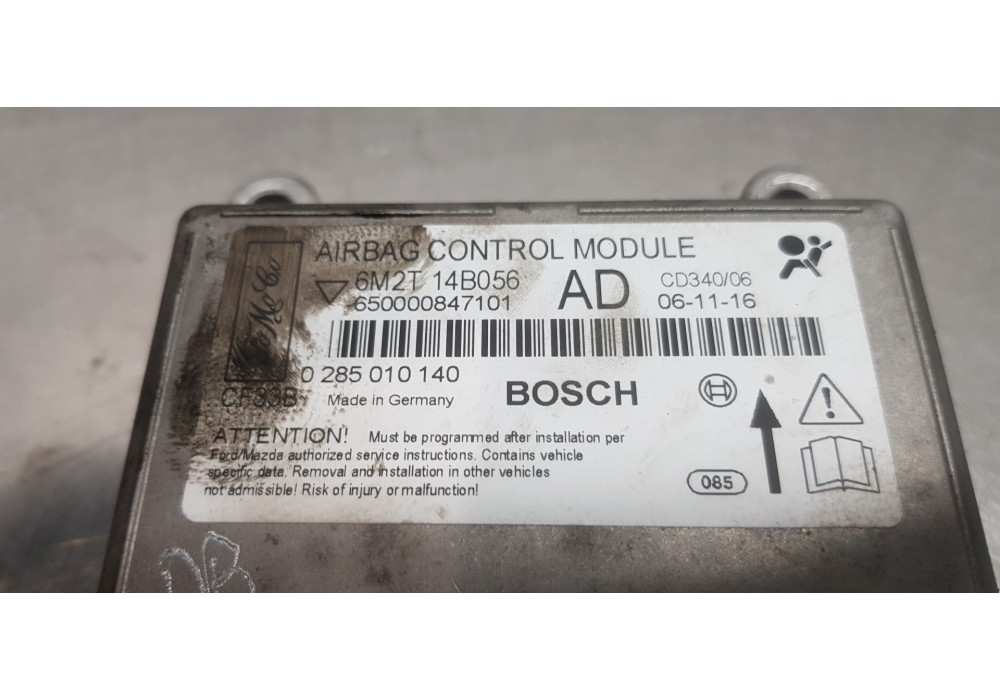 AIRBAG CONTROL MODULE
6M2T 14B056 AD CD340/06
650000847101 06-11-16
0 285 010 140
CF33B Made in Germany BOSCH
ATTENTION! Must be programmed after installation per
Ford/Mazda authorized service instructions. Contains vehicle
specific data. Removal and installation in other vehicles
not admissible! Risk of injury or malfunction!
085